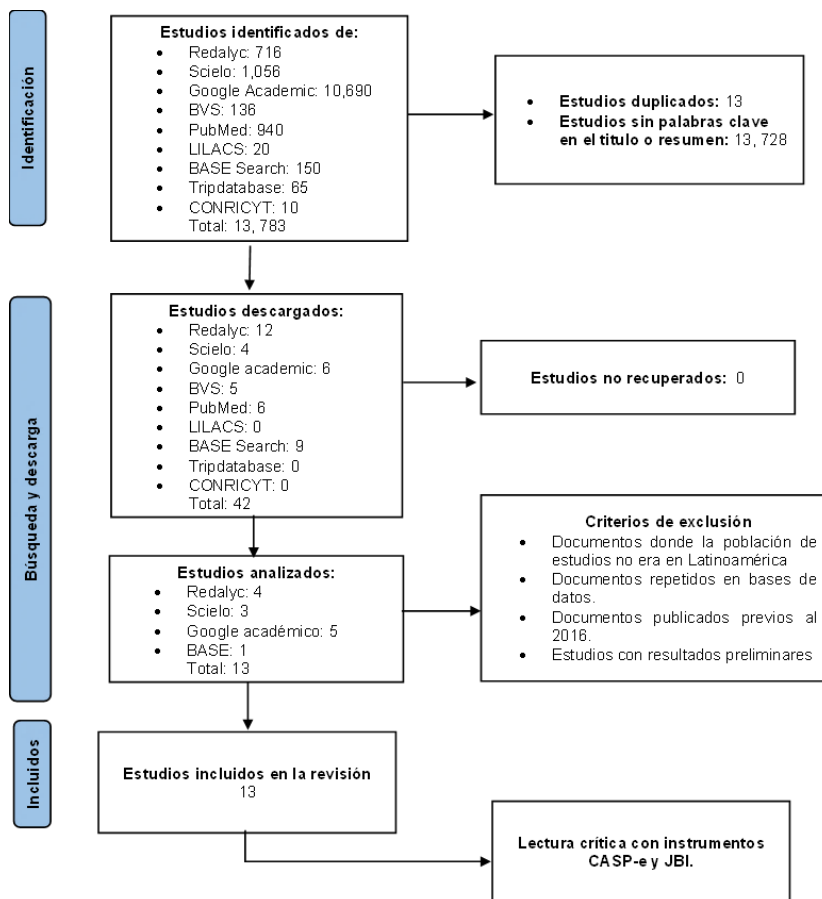 Identificación
Estudios identificados de:
• Redalyc: 716
• Scielo: 1,056
• Google Academic: 10,690
• BVS: 136
• PubMed: 940
• LILACS: 20
• BASE Search: 150
• Tripdatabase: 65
• CONRICYT: 10
Total: 13, 783
• Estudios duplicados: 13
• Estudios sin palabras clave
en el titulo o resumen: 13, 728
Búsqueda y descarga
Estudios descargados:
• Redalyc: 12
• Scielo: 4
• Google academic: 6
• BVS: 5
• PubMed: 6
• LILACS: 0
• BASE Search: 9
• Tripdatabase: 0
• CONRICYT: 0
Total: 42
Estudios no recuperados: 0
Estudios analizados:
• Redalyc: 4
• Scielo: 3
• Google académico: 5
• BASE: 1
Total: 13
Criterios de exclusión
• Documentos donde la población de
estudios no era en Latinoamérica
• Documentos repetidos en bases de
datos.
• Documentos publicados previos al
2016.
• Estudios con resultados preliminares
Incluidos
Estudios incluidos en la revisión
13
Lectura crítica con instrumentos
CASP-e y JBI.